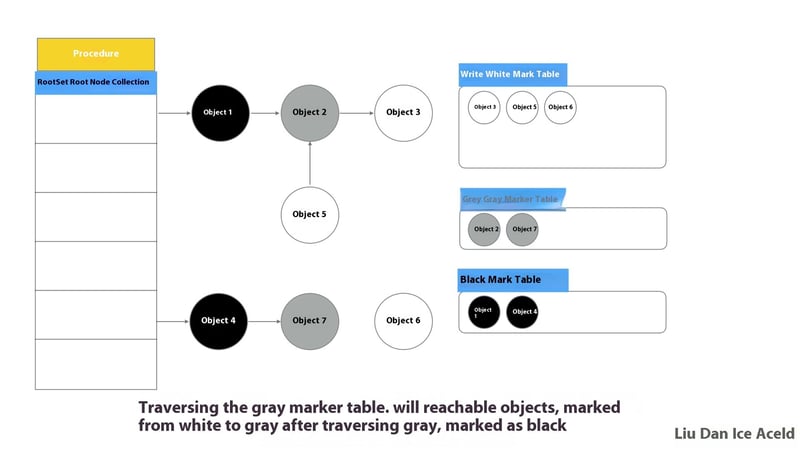 Procedure
RootSet Root Node Collection
Object 1
Object 2
Object 3
Object 5
Object 4
Object 7
Object 6
Write White Mark Table
Object 3
Object 5
Object 6
Grey Gray Marker Table
Object 2
Object 7
Black Mark Table
Object
1
Object 4
Traversing the gray marker table. will reachable objects, marked
from white to gray after traversing gray, marked as black
Liu Dan Ice Aceld